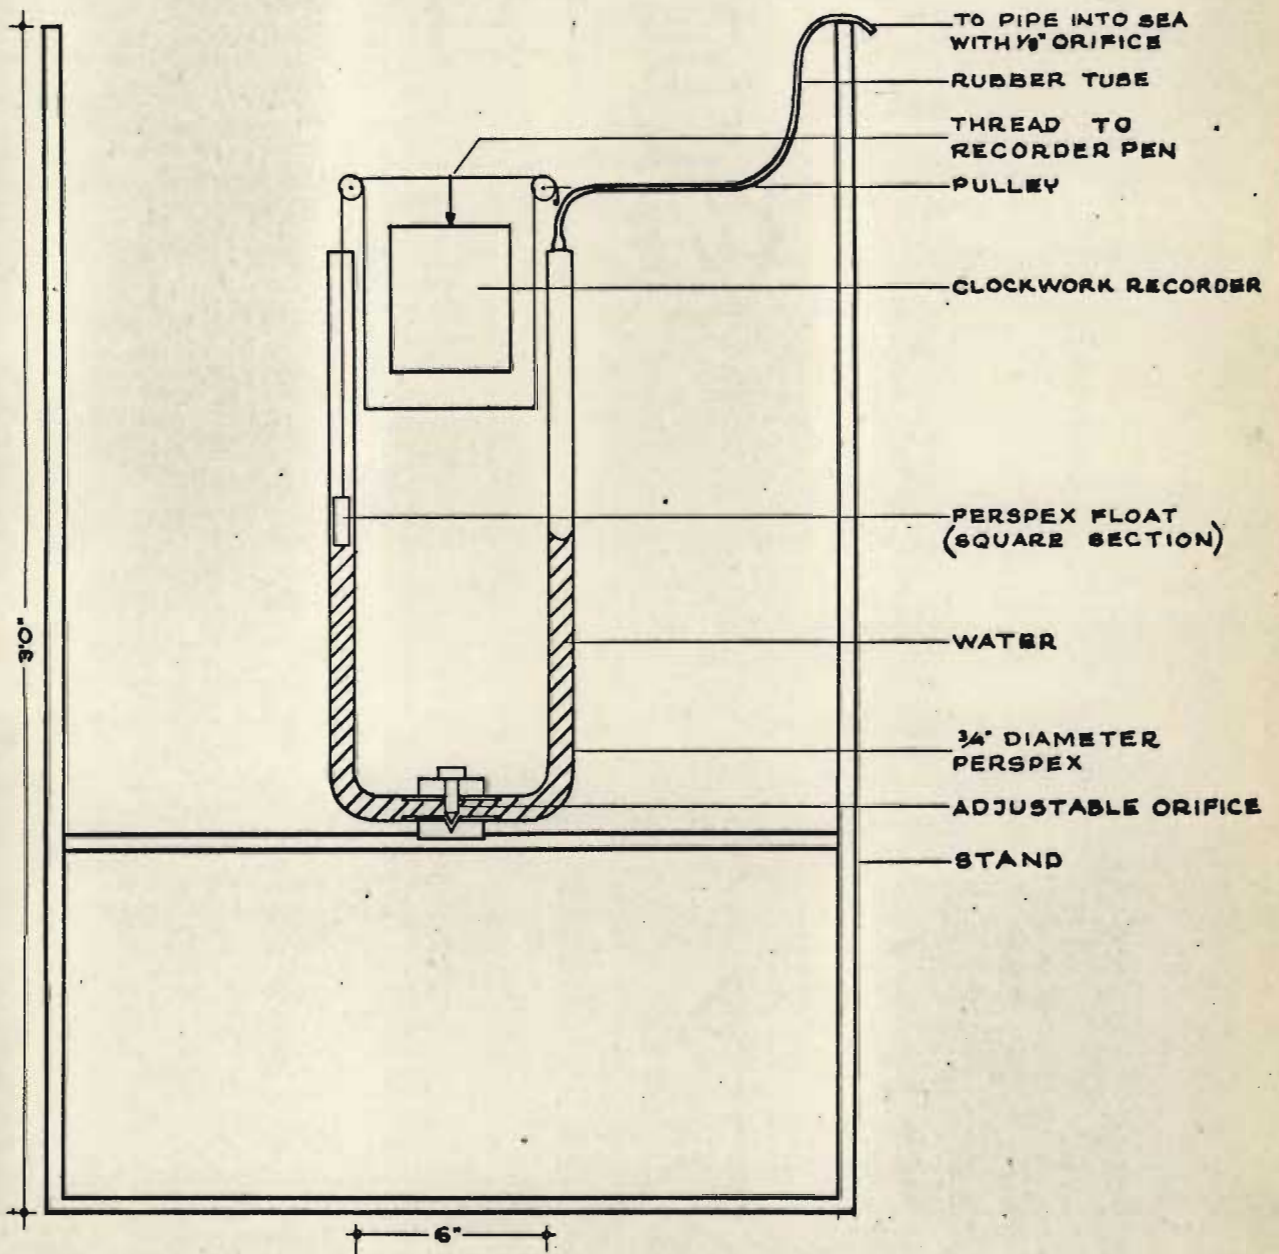 TO PIPE INTO SEA
WITH 1/8" ORIFICE
RUBBER TUBE
THREAD TO
RECORDER PEN
PULLEY
CLOCKWORK RECORDER
PERSPEX FLOAT
(SQUARE SECTION)
WATER
3/4" DIAMETER
PERSPEX
ADJUSTABLE ORIFICE
STAND
3'0"
6"